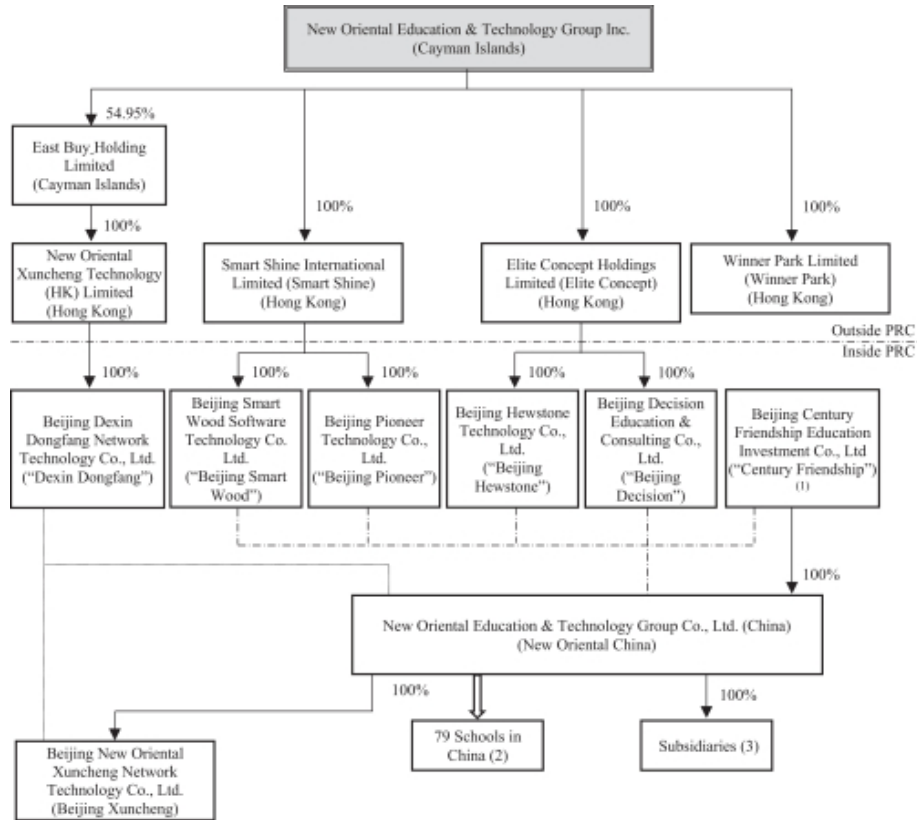 New Oriental Education & Technology Group Inc.
(Cayman Islands)
54.95%
East Buy Holding
Limited
(Cayman Islands)
100%
100%
100%
100%
New Oriental
Xuncheng Technology
(HK) Limited
(Hong Kong)
Smart Shine International
Limited (Smart Shine)
(Hong Kong)
Elite Concept Holdings
Limited (Elite Concept)
(Hong Kong)
Winner Park Limited
(Winner Park)
(Hong Kong)
Outside PRC
Inside PRC
100%
100%
100%
100%
100%
Beijing Dexin
Dongfang Network
Technology Co., Ltd.
("Dexin Dongfang")
Beijing Smart
Wood Software
Technology Co.
Ltd.
("Beijing Smart
Wood")
Beijing Pioneer
Technology Co.,
Ltd.
("Beijing Pioneer")
Beijing Hewstone
Technology Co.,
Ltd.
("Beijing
Hewstone")
Beijing Decision
Education &
Consulting Co.,
Ltd.
("Beijing
Decision")
Beijing Century
Friendship Education
Investment Co., Ltd
("Century Friendship")
(1)
100%
New Oriental Education & Technology Group Co., Ltd. (China)
(New Oriental China)
100%
100%
Beijing New Oriental
Xuncheng Network
Technology Co., Ltd.
(Beijing Xuncheng)
79 Schools in
China (2)
Subsidiaries (3)